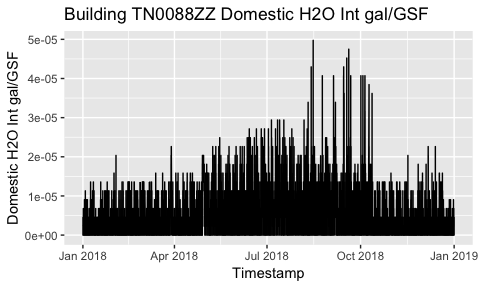 Building TN0088ZZ Domestic H2O Int gal/GSF
5e-05
4e-05
3e-05
2e-05
1e-05
0e+00
Domestic H2O Int gal/GSF
Jan 2018 Apr 2018 Jul 2018 Oct 2018 Jan 2019
Timestamp